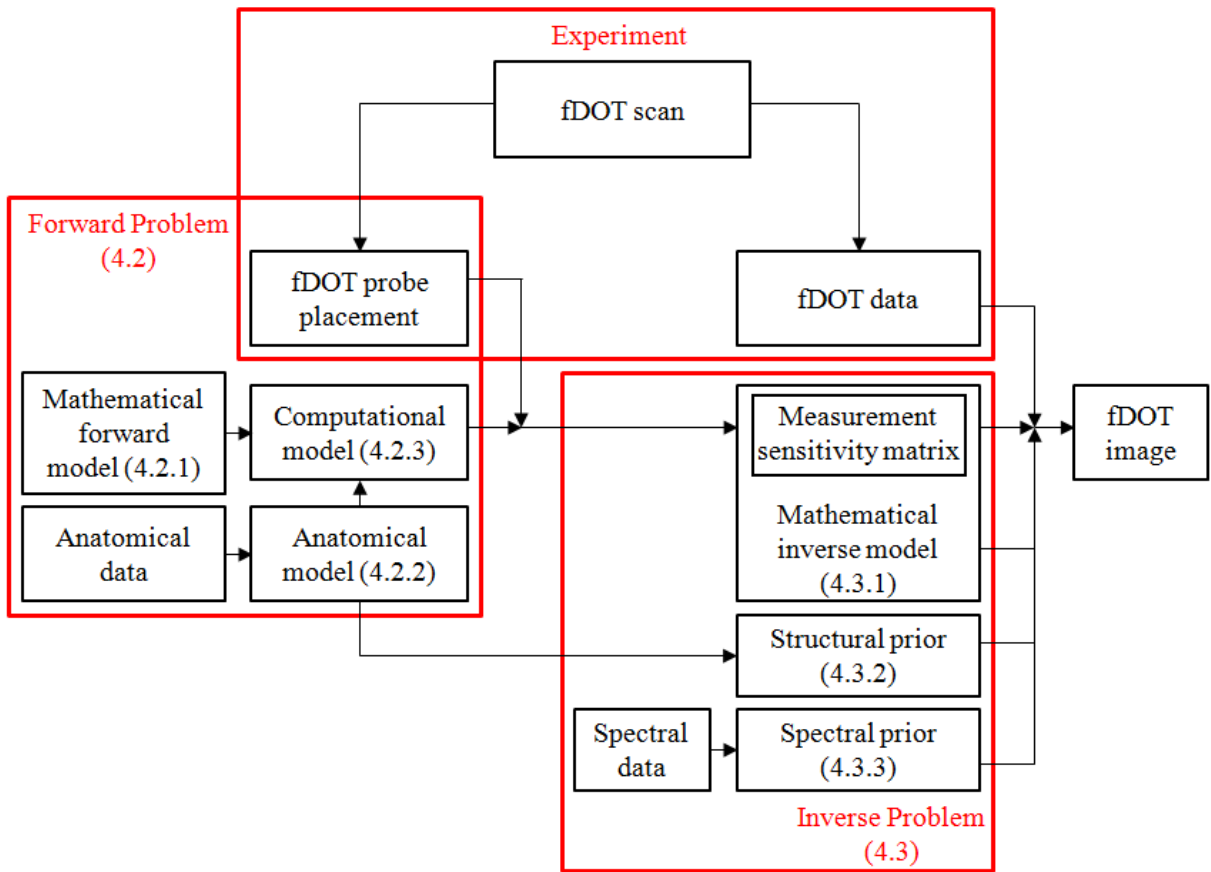 Experiment
fDOT scan
Forward Problem
(4.2)
fDOT probe
placement
fDOT data
Mathematical
forward
model (4.2.1)
Computational
model (4.2.3)
Measurement
sensitivity matrix
fDOT
image
Anatomical
data
Anatomical
model (4.2.2)
Mathematical
inverse model
(4.3.1)
Structural prior
(4.3.2)
Spectral
data
Spectral prior
(4.3.3)
Inverse Problem
(4.3)